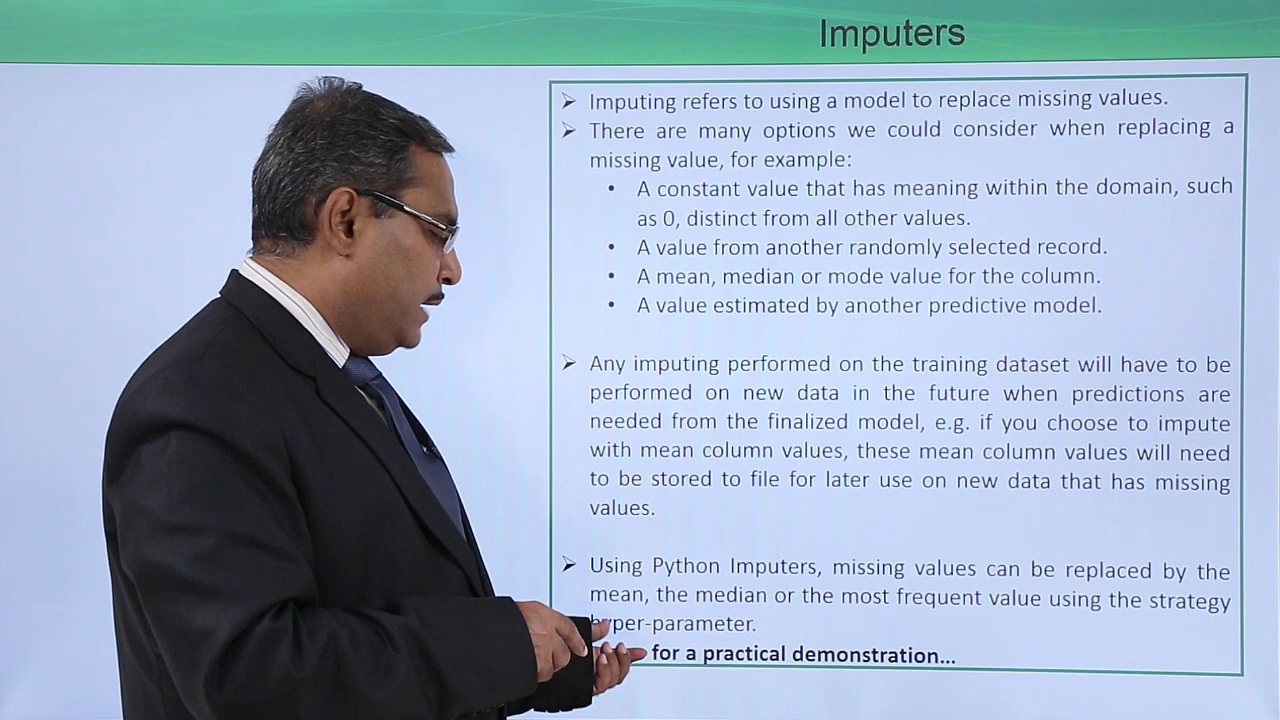 Imputers
➢ Imputing refers to using a model to replace missing values.
➢ There are many options we could consider when replacing a
missing value, for example:
• A constant value that has meaning within the domain, such
as 0, distinct from all other values.
• A value from another randomly selected record.
• A mean, median or mode value for the column.
• A value estimated by another predictive model.
➢ Any imputing performed on the training dataset will have to be
performed on new data in the future when predictions are
needed from the finalized model, e.g. if you choose to impute
with mean column values, these mean column values will need
to be stored to file for later use on new data that has missing
values.
➢ Using Python Imputers, missing values can be replaced by the
mean, the median or the most frequent value using the strategy
hyper-parameter.
for a practical demonstration...